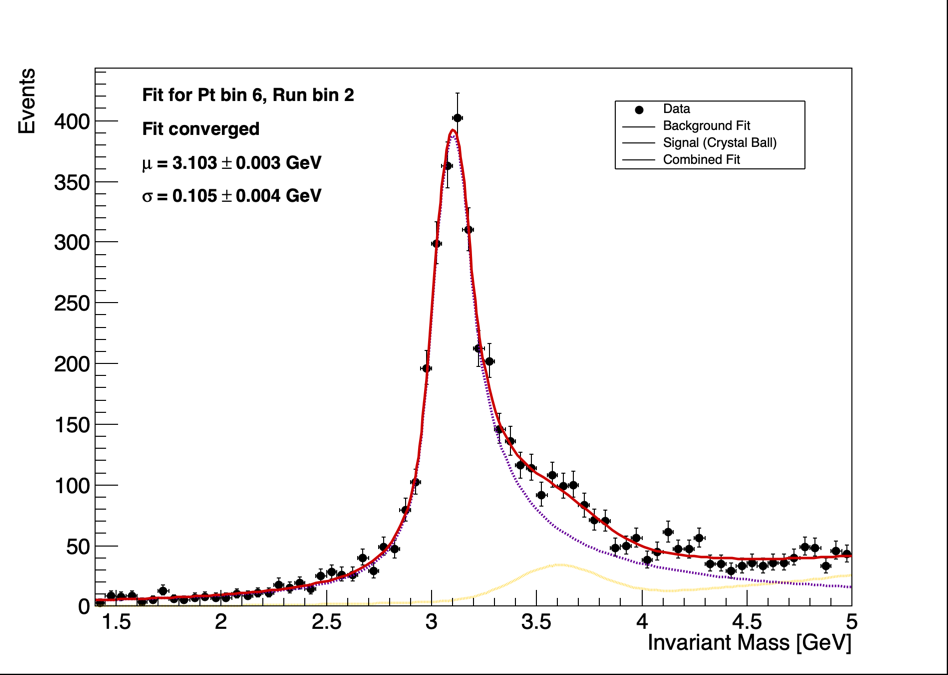 Events
Fit for Pt bin 6, Run bin 2
Fit converged
μ = 3.103 ± 0.003 GeV
σ = 0.105 ± 0.004 GeV
Data
Background Fit
Signal (Crystal Ball)
Combined Fit
400
350
300
250
200
150
100
50
0
1.5 2 2.5 3 3.5 4 4.5 5
Invariant Mass [GeV]